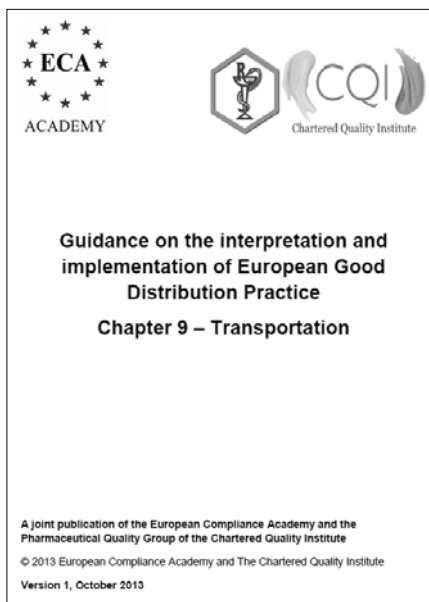 ECA
ACADEMY
CQI
Chartered Quality Institute
Guidance on the interpretation and
implementation of European Good
Distribution Practice
Chapter 9 – Transportation
A joint publication of the European Compliance Academy and the
Pharmaceutical Quality Group of the Chartered Quality Institute
© 2013 European Compliance Academy and The Chartered Quality Institute
Version 1, October 2013